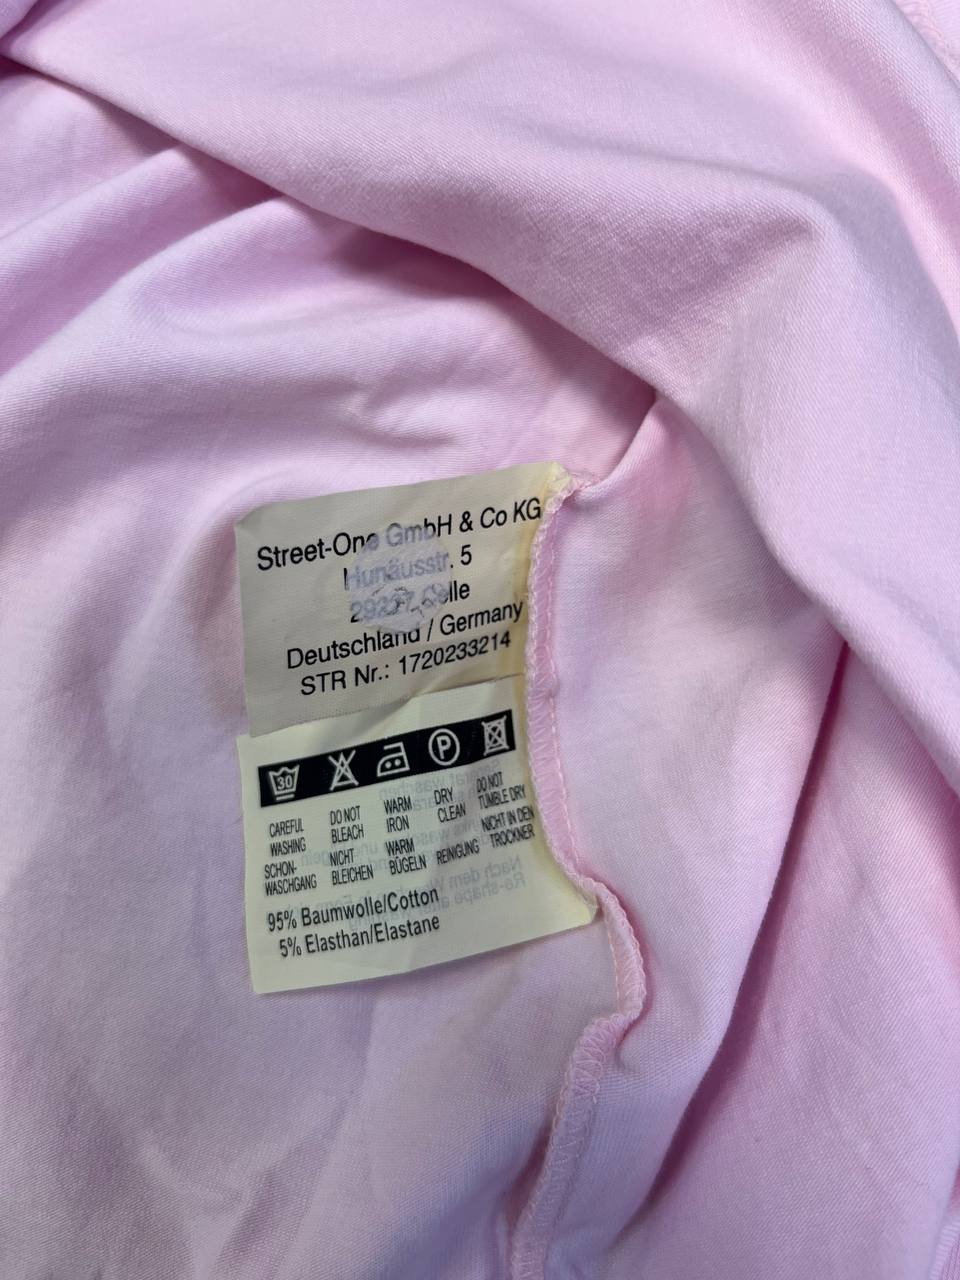 Street-One GmbH & Co KG
Hunäusstr. 5
29227 Celle
Deutschland / Germany
STR Nr.: 1720233214
30 P
CAREFUL WASHING DO NOT BLEACH WARM IRON DRY CLEAN DO NOT TUMBLE DRY
SCHON-WASCHGANG NICHT BLEICHEN WARM BÜGELN REINIGUNG NICHT IN DEN TROCKNER
95% Baumwolle/Cotton
5% Elasthan/Elastane